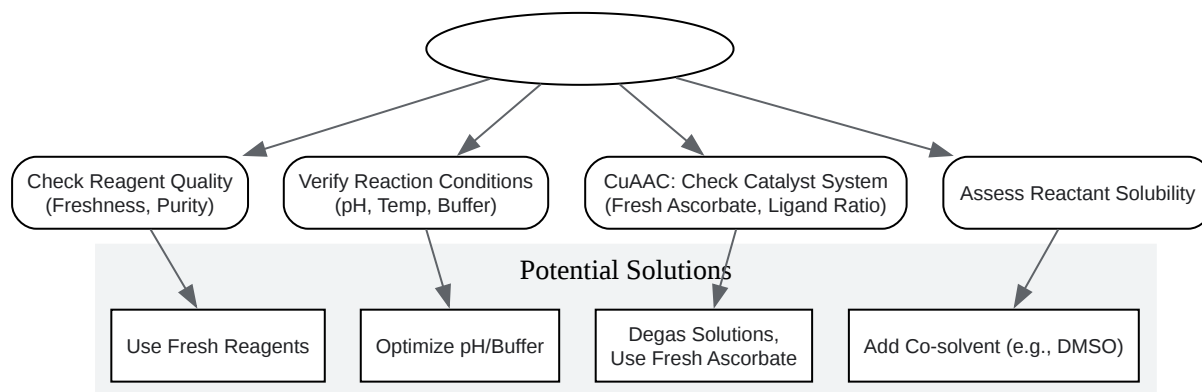 Check Reagent Quality
(Freshness, Purity)
Verify Reaction Conditions
(pH, Temp, Buffer)
CuAAC: Check Catalyst System
(Fresh Ascorbate, Ligand Ratio)
Assess Reactant Solubility
Potential Solutions
Use Fresh Reagents
Optimize pH/Buffer
Degas Solutions,
Use Fresh Ascorbate
Add Co-solvent (e.g., DMSO)